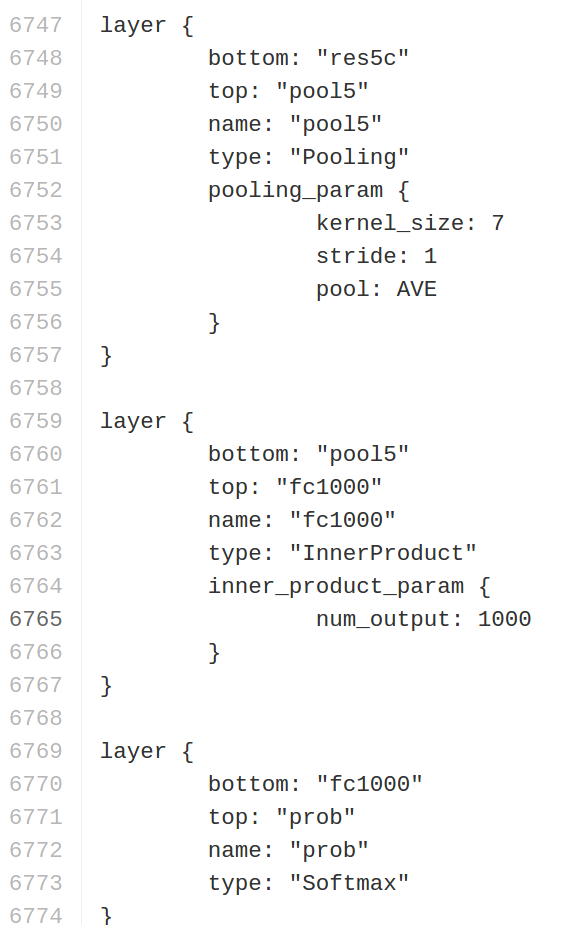 6747 layer {
6748 bottom: "res5c"
6749 top: "pool5"
6750 name: "pool5"
6751 type: "Pooling"
6752 pooling_param {
6753 kernel_size: 7
6754 stride: 1
6755 pool: AVE
6756 }
6757 }
6758
6759 layer {
6760 bottom: "pool5"
6761 top: "fc1000"
6762 name: "fc1000"
6763 type: "InnerProduct"
6764 inner_product_param {
6765 num_output: 1000
6766 }
6767 }
6768
6769 layer {
6770 bottom: "fc1000"
6771 top: "prob"
6772 name: "prob"
6773 type: "Softmax"
6774 }